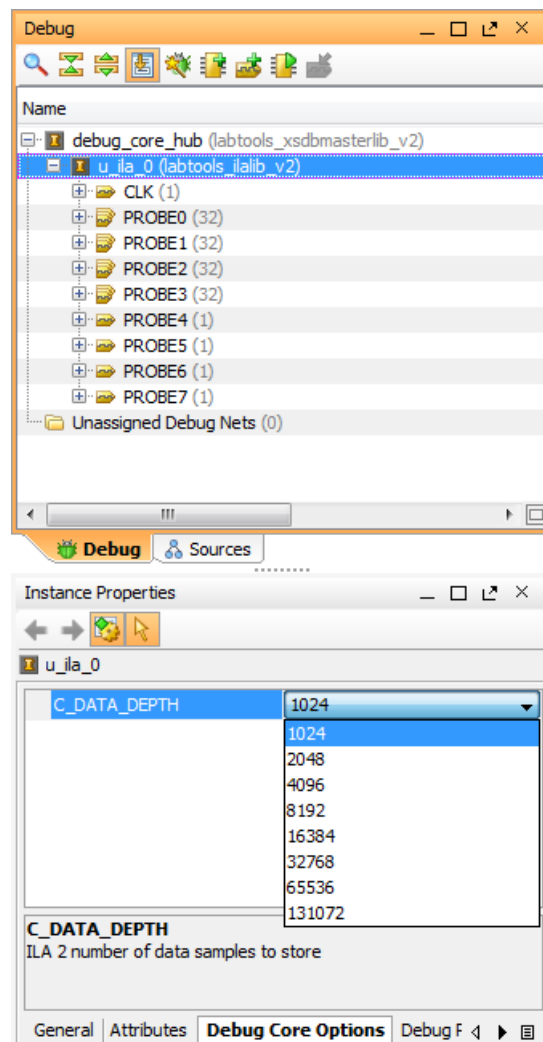 Debug
Name
debug_core_hub (labtools_xsdbmasterlib_v2)
u_ila_0 (labtools_ilalib_v2)
CLK (1)
PROBE0 (32)
PROBE1 (32)
PROBE2 (32)
PROBE3 (32)
PROBE4 (1)
PROBE5 (1)
PROBE6 (1)
PROBE7 (1)
Unassigned Debug Nets (0)
Debug Sources
Instance Properties
u_ila_0
C_DATA_DEPTH 1024
1024
2048
4096
8192
16384
32768
65536
131072
C_DATA_DEPTH
ILA 2 number of data samples to store
General Attributes Debug Core Options Debug